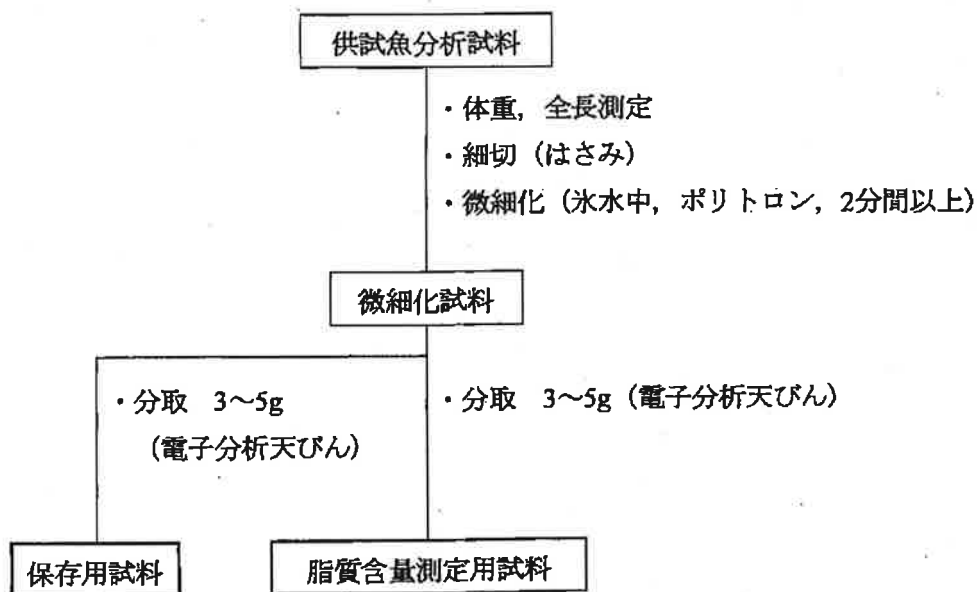 供試魚分析試料
・体重，全長測定
・細切（はさみ）
・微細化（氷水中，ポリトロン，2分間以上）
微細化試料
・分取　3〜5g
（電子分析天びん）
・分取　3〜5g（電子分析天びん）
保存用試料
脂質含量測定用試料